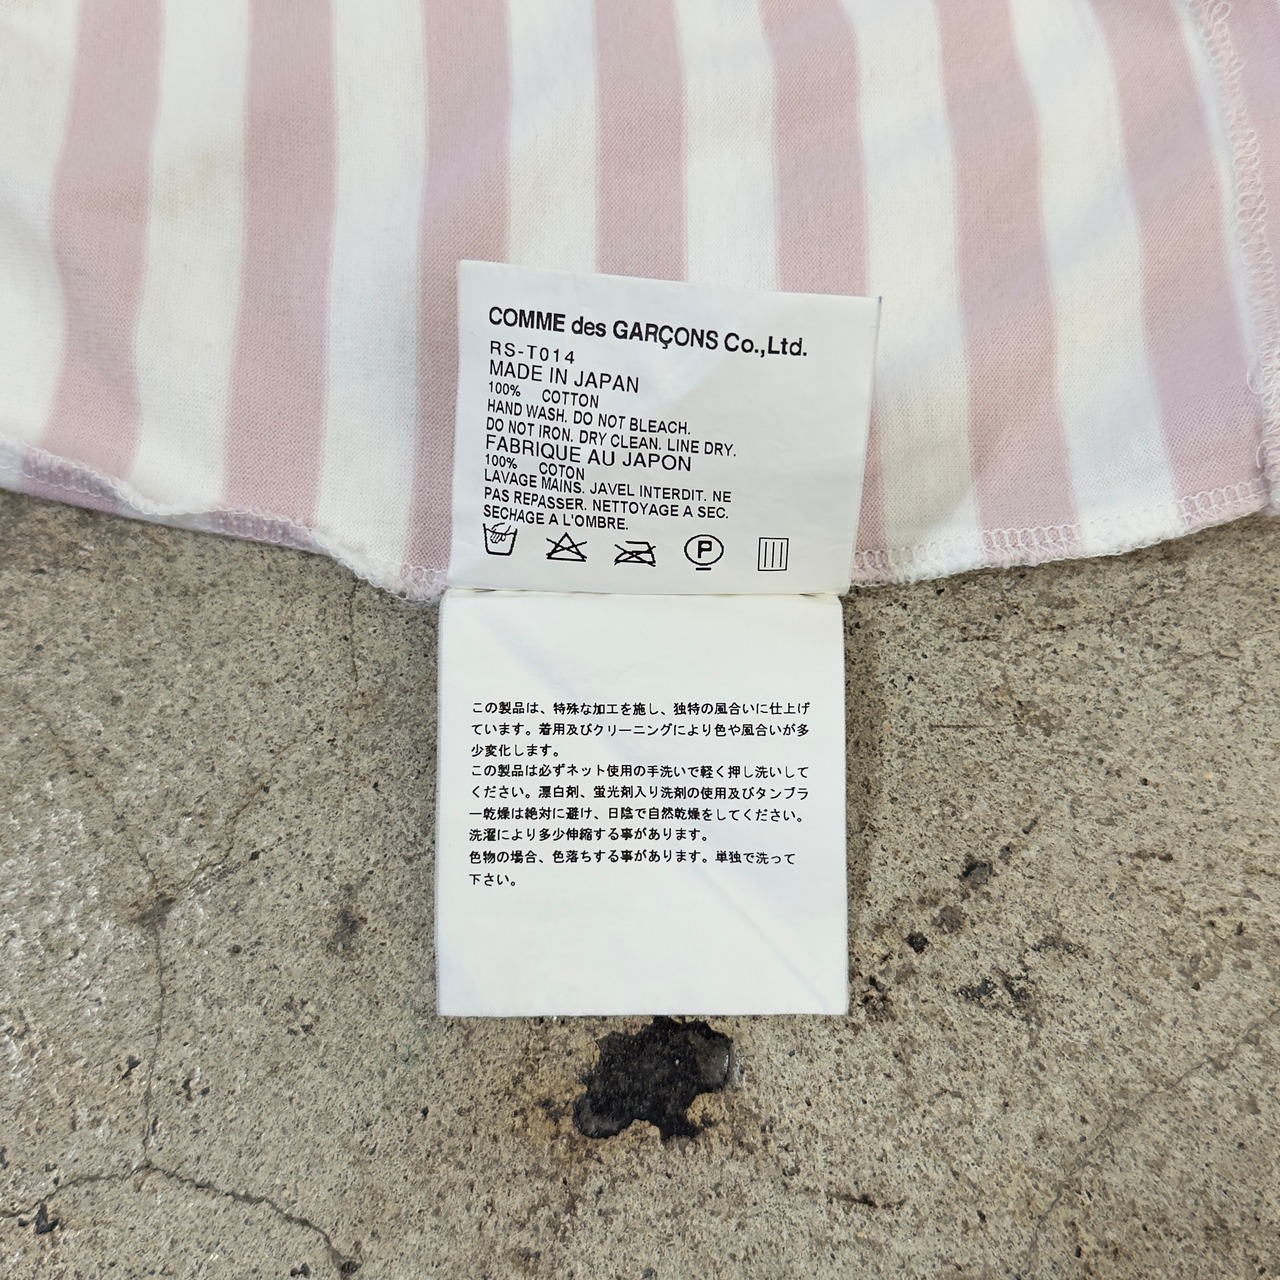 COMME des GARÇONS Co.,Ltd.
RS-T014
MADE IN JAPAN
100% COTTON
HAND WASH. DO NOT BLEACH.
DO NOT IRON. DRY CLEAN. LINE DRY.
FABRIQUE AU JAPON
100% COTON
LAVAGE MAINS. JAVEL INTERDIT. NE
PAS REPASSER. NETTOYAGE A SEC.
SECHAGE A L'OMBRE.
P
この製品は、特殊な加工を施し、独特の風合いに仕上げ
ています。着用及びクリーニングにより色や風合いが多
少変化します。
この製品は必ずネット使用の手洗いで軽く押し洗いして
ください。漂白剤、蛍光剤入り洗剤の使用及びタンブラ
ー乾燥は絶対に避け、日陰で自然乾燥をしてください。
洗濯により多少伸縮する事があります。
色物の場合、色落ちする事があります。単独で洗って
下さい。